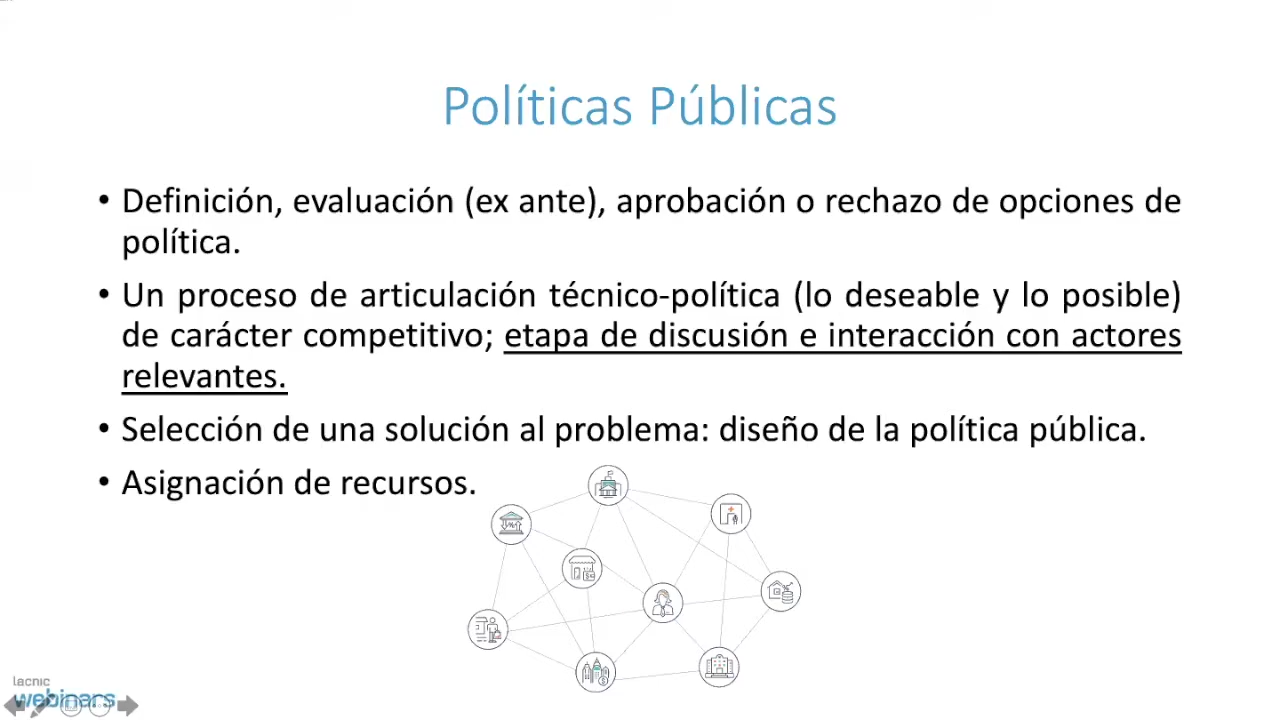 Políticas Públicas
• Definición, evaluación (ex ante), aprobación o rechazo de opciones de
política.
• Un proceso de articulación técnico-política (lo deseable y lo posible)
de carácter competitivo; etapa de discusión e interacción con actores
relevantes.
• Selección de una solución al problema: diseño de la política pública.
• Asignación de recursos.
lacnic
webinars